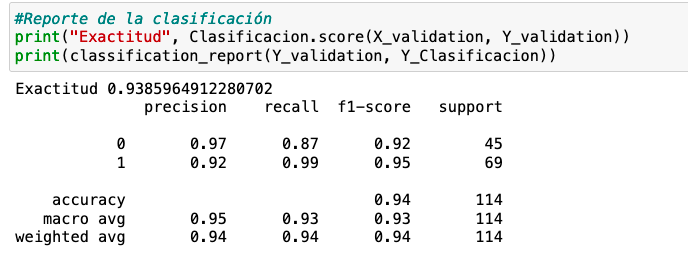 #Reporte de la clasificación
print("Exactitud", Clasificacion.score(X_validation, Y_validation))
print(classification_report(Y_validation, Y_Clasificacion))
Exactitud 0.9385964912280702
precision recall f1-score support
0 0.97 0.87 0.92 45
1 0.92 0.99 0.95 69
accuracy 0.94 114
macro avg 0.95 0.93 0.93 114
weighted avg 0.94 0.94 0.94 114